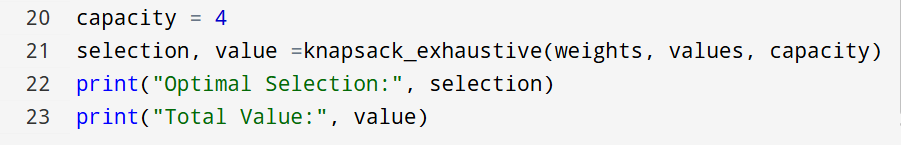 20 capacity = 4
21 selection, value =knapsack_exhaustive(weights, values, capacity)
22 print("Optimal Selection:", selection)
23 print("Total Value:", value)